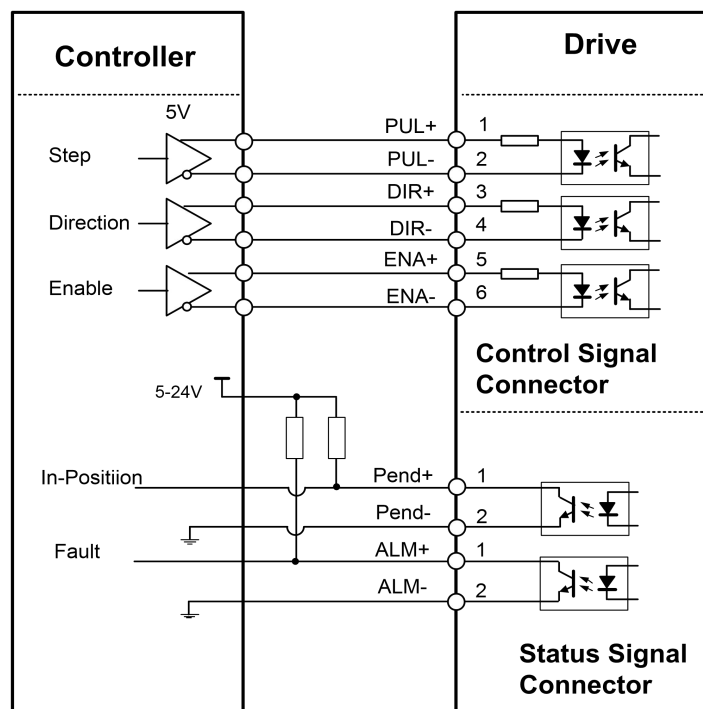 Controller
Drive
5V
Step
PUL+
1
PUL-
2
Direction
DIR+
3
DIR-
4
Enable
ENA+
5
ENA-
6
Control Signal
Connector
5-24V
In-Positiion
Pend+
1
Pend-
2
Fault
ALM+
1
ALM-
2
Status Signal
Connector